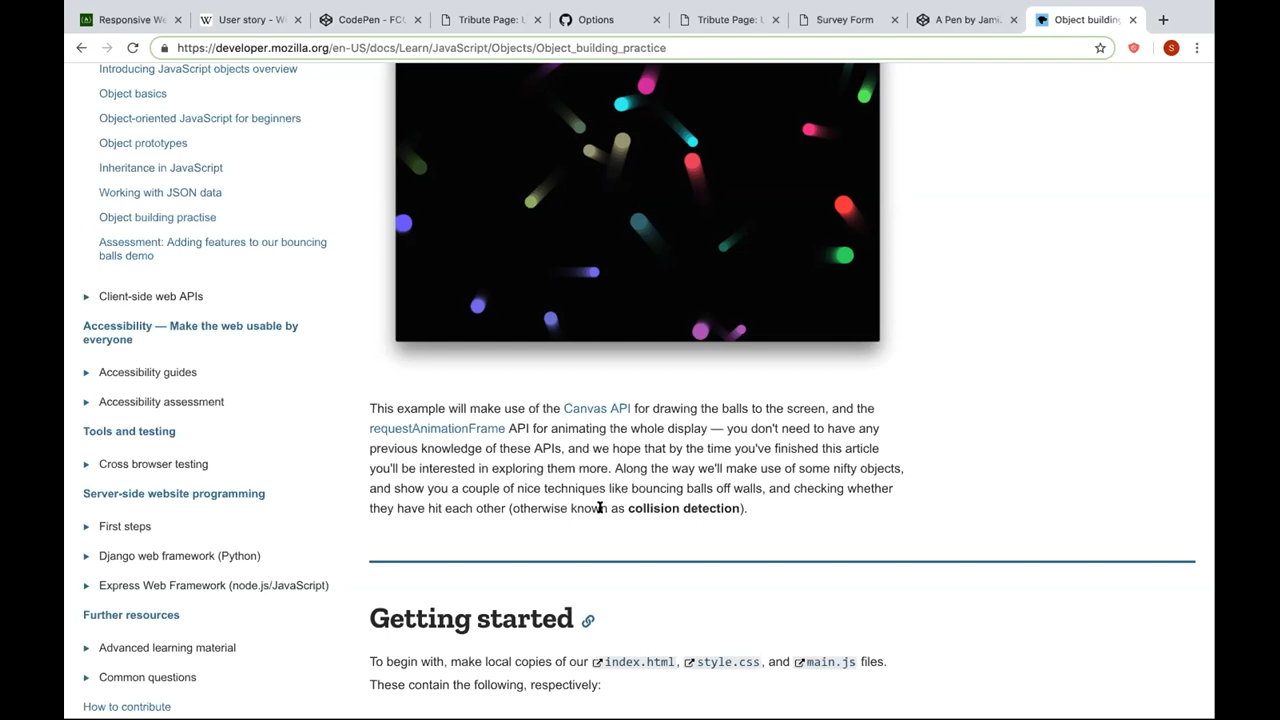 Responsive We
User story - Wi
CodePen - FCC
Tribute Page: L
Options
Tribute Page: L
Survey Form
A Pen by Jami
Object building
https://developer.mozilla.org/en-US/docs/Learn/JavaScript/Objects/Object_building_practice
S
Introducing JavaScript objects overview
Object basics
Object-oriented JavaScript for beginners
Object prototypes
Inheritance in JavaScript
Working with JSON data
Object building practise
Assessment: Adding features to our bouncing
balls demo
Client-side web APIs
Accessibility — Make the web usable by
everyone
Accessibility guides
Accessibility assessment
Tools and testing
Cross browser testing
Server-side website programming
First steps
Django web framework (Python)
Express Web Framework (node.js/JavaScript)
Further resources
Advanced learning material
Common questions
How to contribute
This example will make use of the Canvas API for drawing the balls to the screen, and the
requestAnimationFrame API for animating the whole display — you don't need to have any
previous knowledge of these APIs, and we hope that by the time you've finished this article
you'll be interested in exploring them more. Along the way we'll make use of some nifty objects,
and show you a couple of nice techniques like bouncing balls off walls, and checking whether
they have hit each other (otherwise known as collision detection).
Getting started
To begin with, make local copies of our index.html, style.css, and main.js files.
These contain the following, respectively: